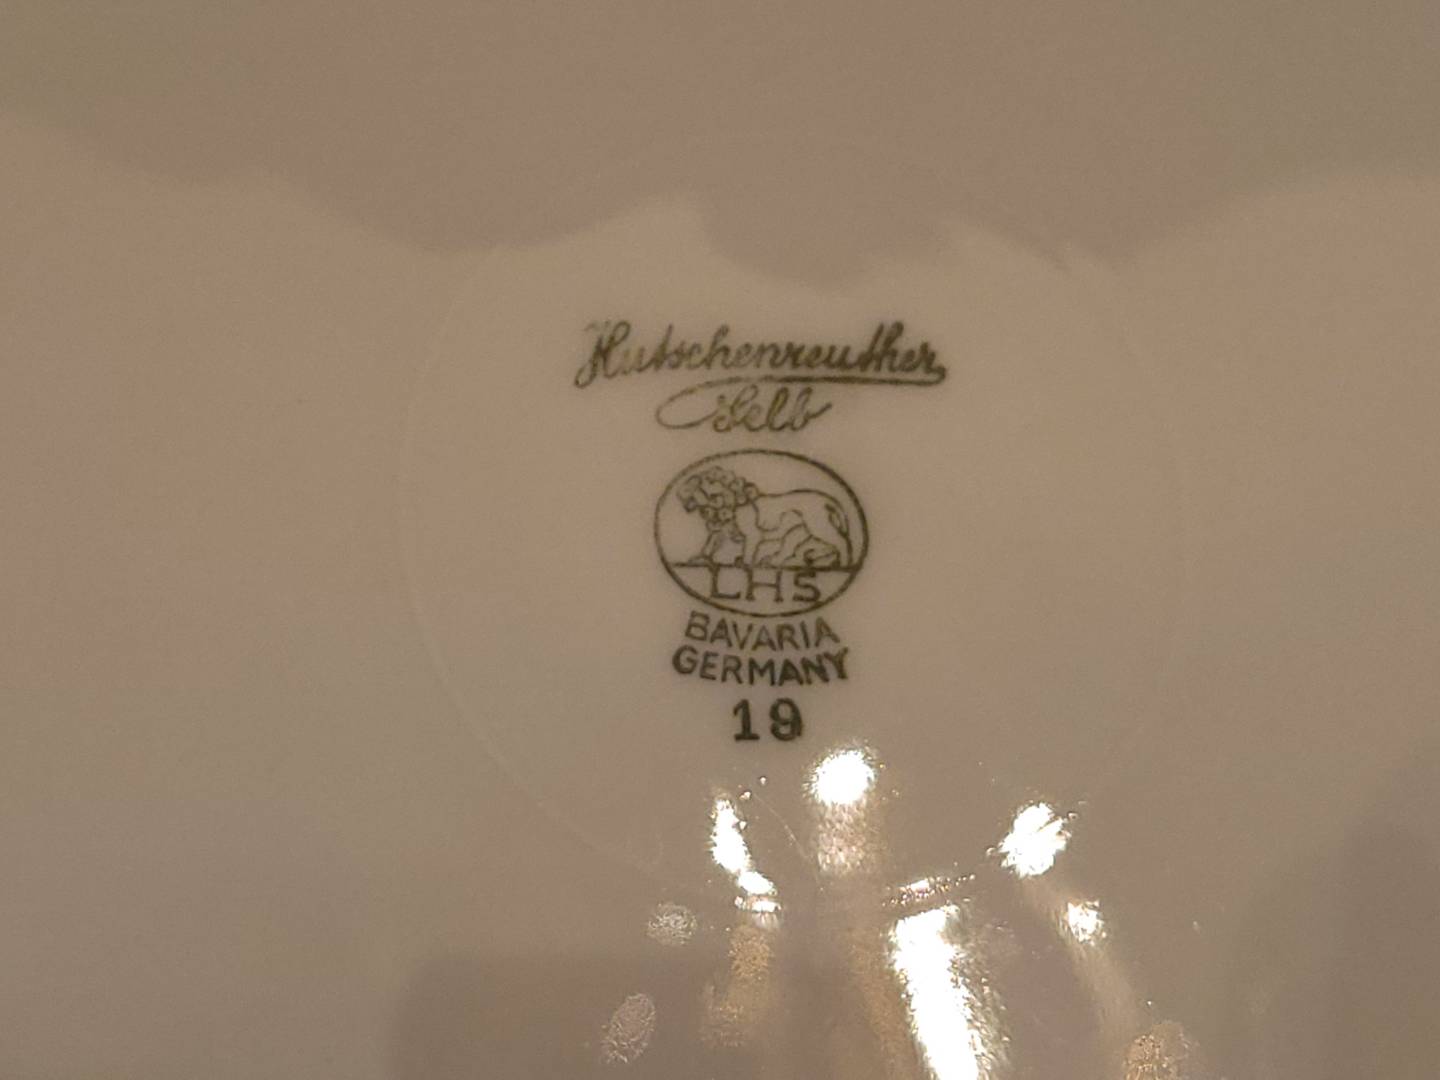 Hutschenreuther
Selb
LHS
BAVARIA
GERMANY
19